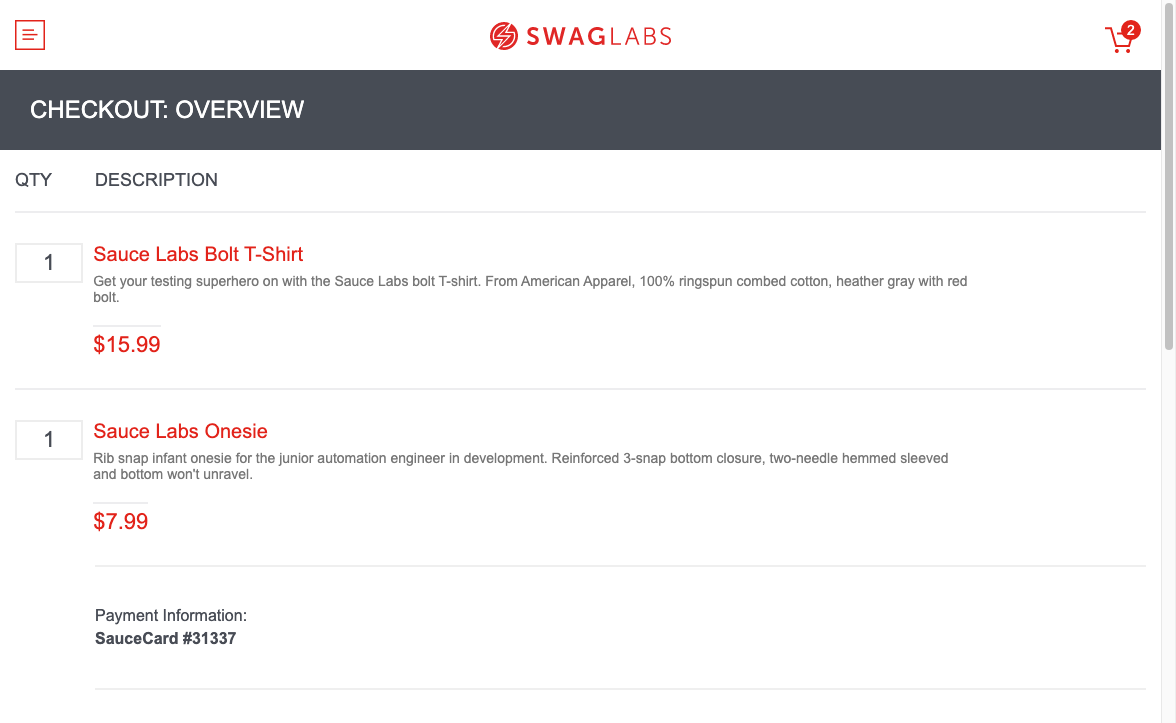 SWAGLABS
2
CHECKOUT: OVERVIEW
QTY DESCRIPTION
1
Sauce Labs Bolt T-Shirt
Get your testing superhero on with the Sauce Labs bolt T-shirt. From American Apparel, 100% ringspun combed cotton, heather gray with red
bolt.
$15.99
1
Sauce Labs Onesie
Rib snap infant onesie for the junior automation engineer in development. Reinforced 3-snap bottom closure, two-needle hemmed sleeved
and bottom won't unravel.
$7.99
Payment Information:
SauceCard #31337